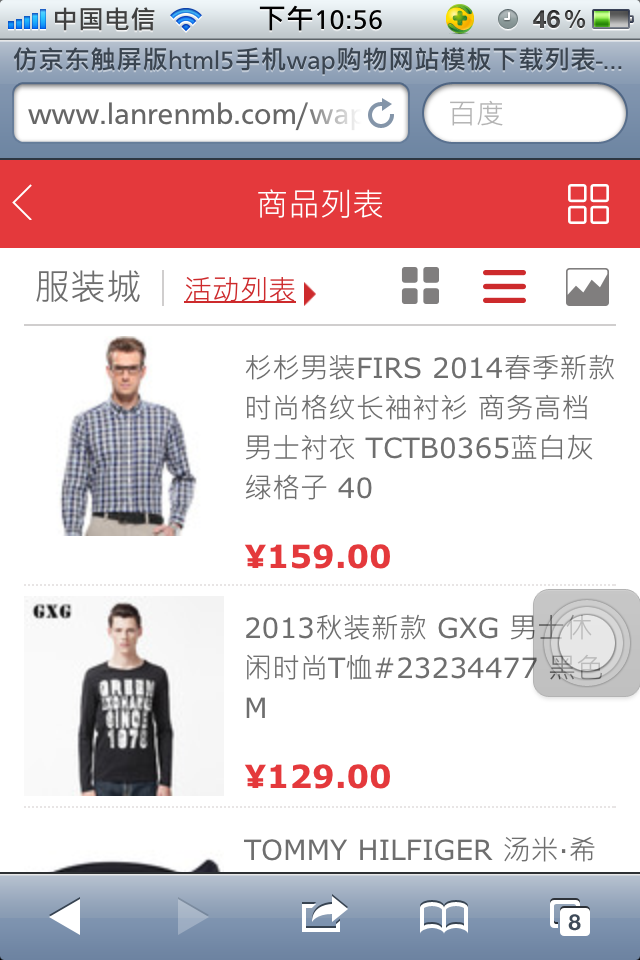 中国电信 下午10:56 46%
仿京东触屏版html5手机wap购物网站模板下载列表-...
www.lanrenmb.com/wap 百度
商品列表
服装城 活动列表
杉杉男装FIRS 2014春季新款
时尚格纹长袖衬衫 商务高档
男士衬衣 TCTB0365蓝白灰
绿格子 40
¥159.00
GXG
2013秋装新款 GXG 男士休
闲时尚T恤#23234477 黑色
M
GREEN
SINCE
1978
¥129.00
TOMMY HILFIGER 汤米·希
8